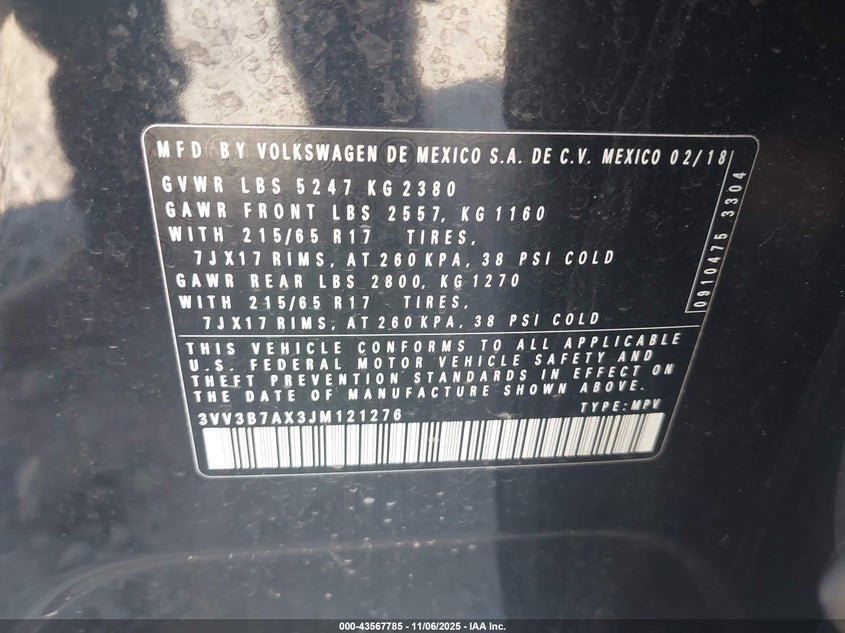 MFD BY VOLKSWAGEN DE MEXICO S.A. DE C.V. MEXICO 02/18
GVWR LBS 5247 KG 2380
GAWR FRONT LBS 2557, KG 1160
WITH 215/65 R17 TIRES,
7JX17 RIMS, AT 260 KPA, 38 PSI COLD
GAWR REAR LBS 2800, KG 1270
WITH 215/65 R17 TIRES,
7JX17 RIMS, AT 260 KPA, 38 PSI COLD
0910475 3304
THIS VEHICLE CONFORMS TO ALL APPLICABLE
U.S. FEDERAL MOTOR VEHICLE SAFETY AND
THEFT PREVENTION STANDARDS IN EFFECT ON
THE DATE OF MANUFACTURE SHOWN ABOVE.
3VV3B7AX3JM121276 TYPE: MPV
000-43567785 - 11/06/2025 - IAA Inc.